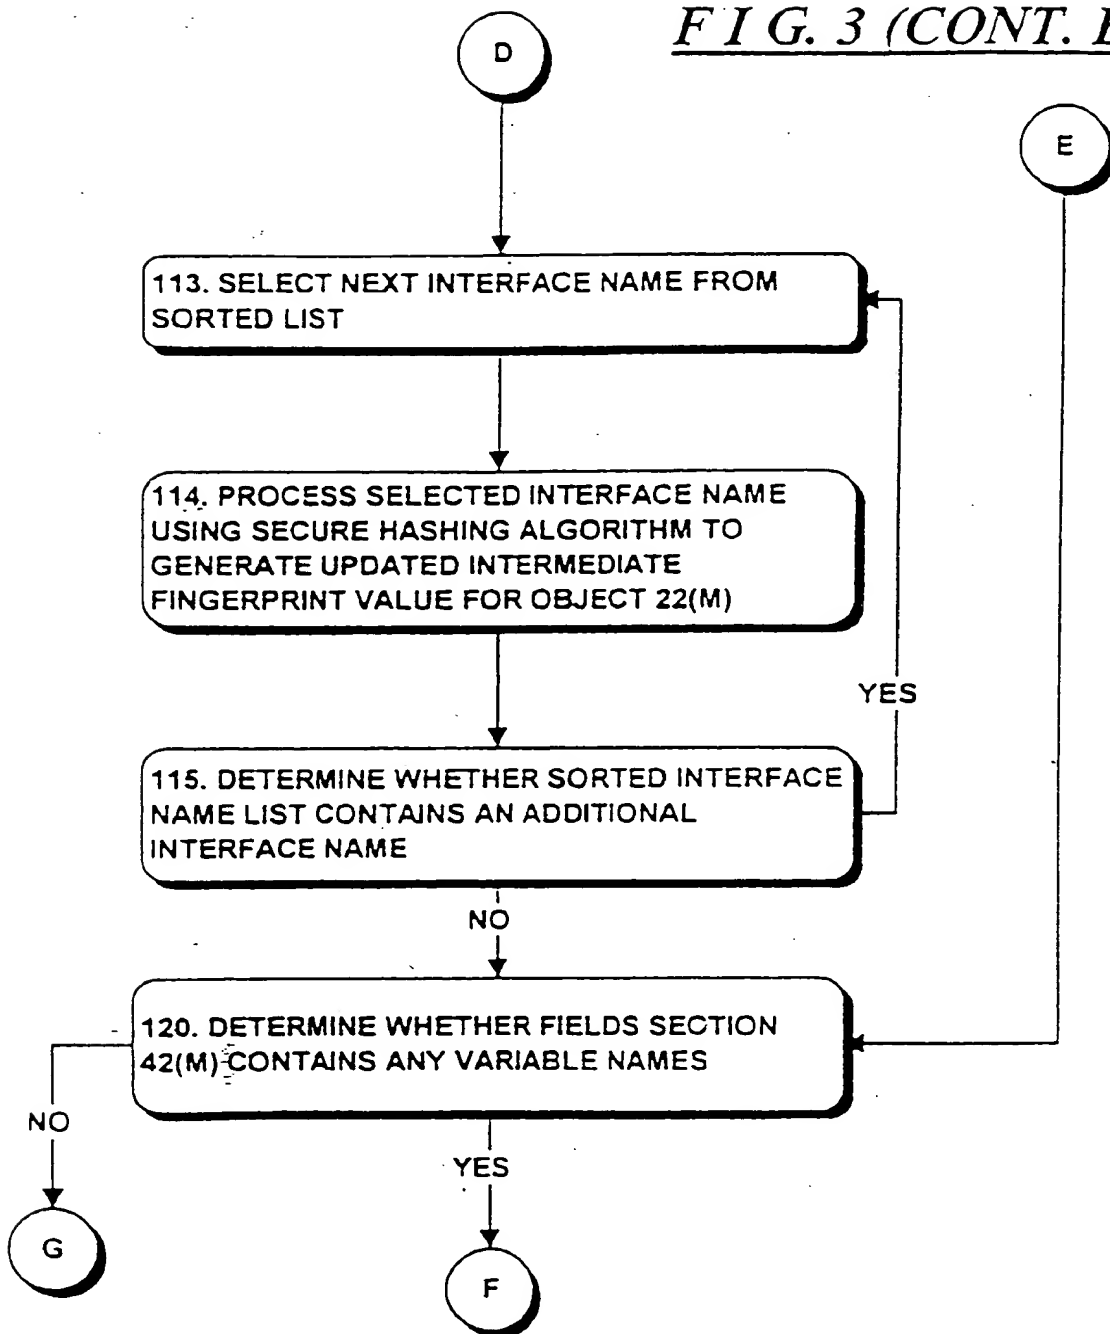 F I G. 3 (CONT.
D
E
113. SELECT NEXT INTERFACE NAME FROM
SORTED LIST
114. PROCESS SELECTED INTERFACE NAME
USING SECURE HASHING ALGORITHM TO
GENERATE UPDATED INTERMEDIATE
FINGERPRINT VALUE FOR OBJECT 22(M)
YES
115. DETERMINE WHETHER SORTED INTERFACE
NAME LIST CONTAINS AN ADDITIONAL
INTERFACE NAME
NO
120. DETERMINE WHETHER FIELDS SECTION
42(M) CONTAINS ANY VARIABLE NAMES
NO
YES
G
F